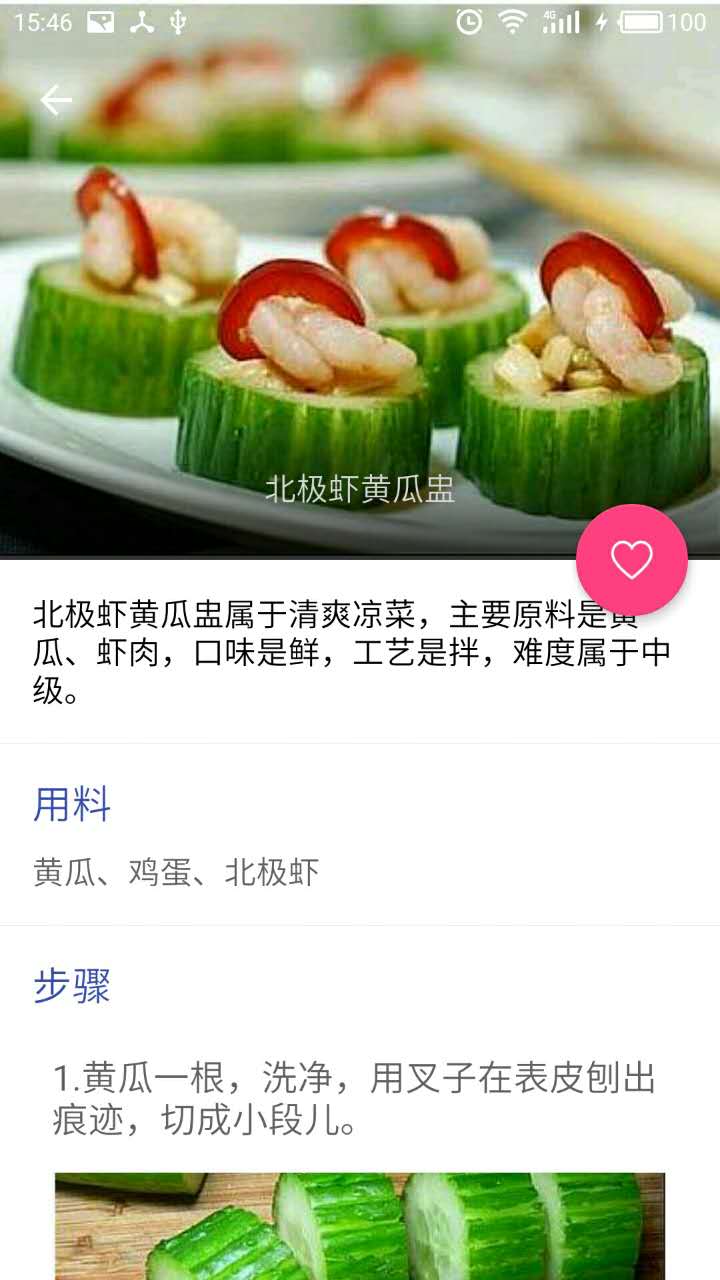 15:46
4G
100
北极虾黄瓜盅
北极虾黄瓜盅属于清爽凉菜，主要原料是黄
瓜、虾肉，口味是鲜，工艺是拌，难度属于中
级。
用料
黄瓜、鸡蛋、北极虾
步骤
1.黄瓜一根，洗净，用叉子在表皮刨出
痕迹，切成小段儿。